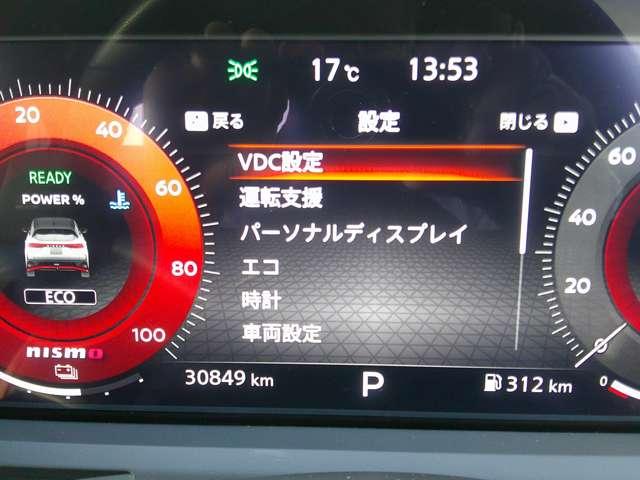 17℃ 13:53
戻る 設定 閉じる
VDC設定
運転支援
パーソナルディスプレイ
エコ
時計
車両設定
20
40
60
80
100
READY
POWER %
ECO
nismo
60
40
20
0
0
30849 km P 312 km